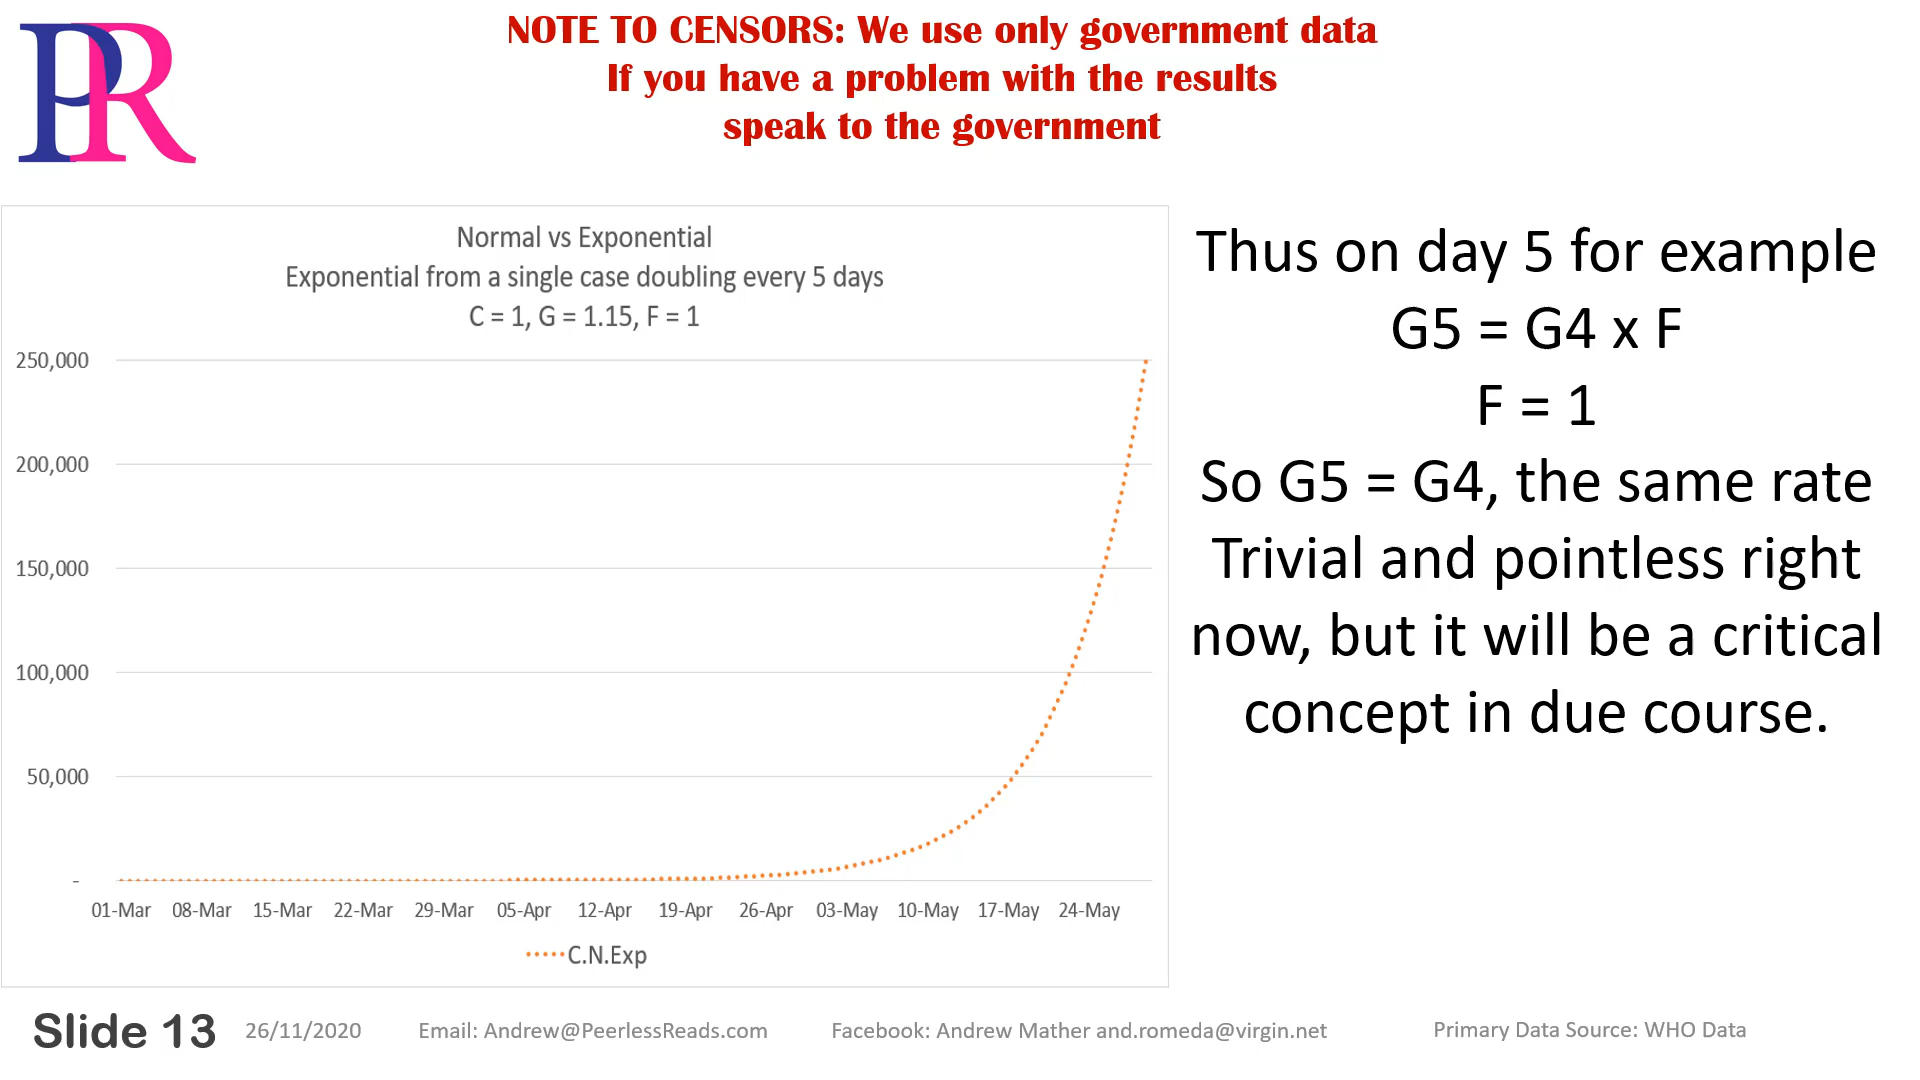 PR
NOTE TO CENSORS: We use only government data
If you have a problem with the results
speak to the government
Normal vs Exponential
Exponential from a single case doubling every 5 days
C = 1, G = 1.15, F = 1
250,000
200,000
150,000
100,000
50,000
-
01-Mar 08-Mar 15-Mar 22-Mar 29-Mar 05-Apr 12-Apr 19-Apr 26-Apr 03-May 10-May 17-May 24-May
C.N.Exp
Thus on day 5 for example
G5 = G4 x F
F = 1
So G5 = G4, the same rate
Trivial and pointless right
now, but it will be a critical
concept in due course.
Slide 13 26/11/2020 Email: Andrew@PeerlessReads.com Facebook: Andrew Mather and.romeda@virgin.net Primary Data Source: WHO Data